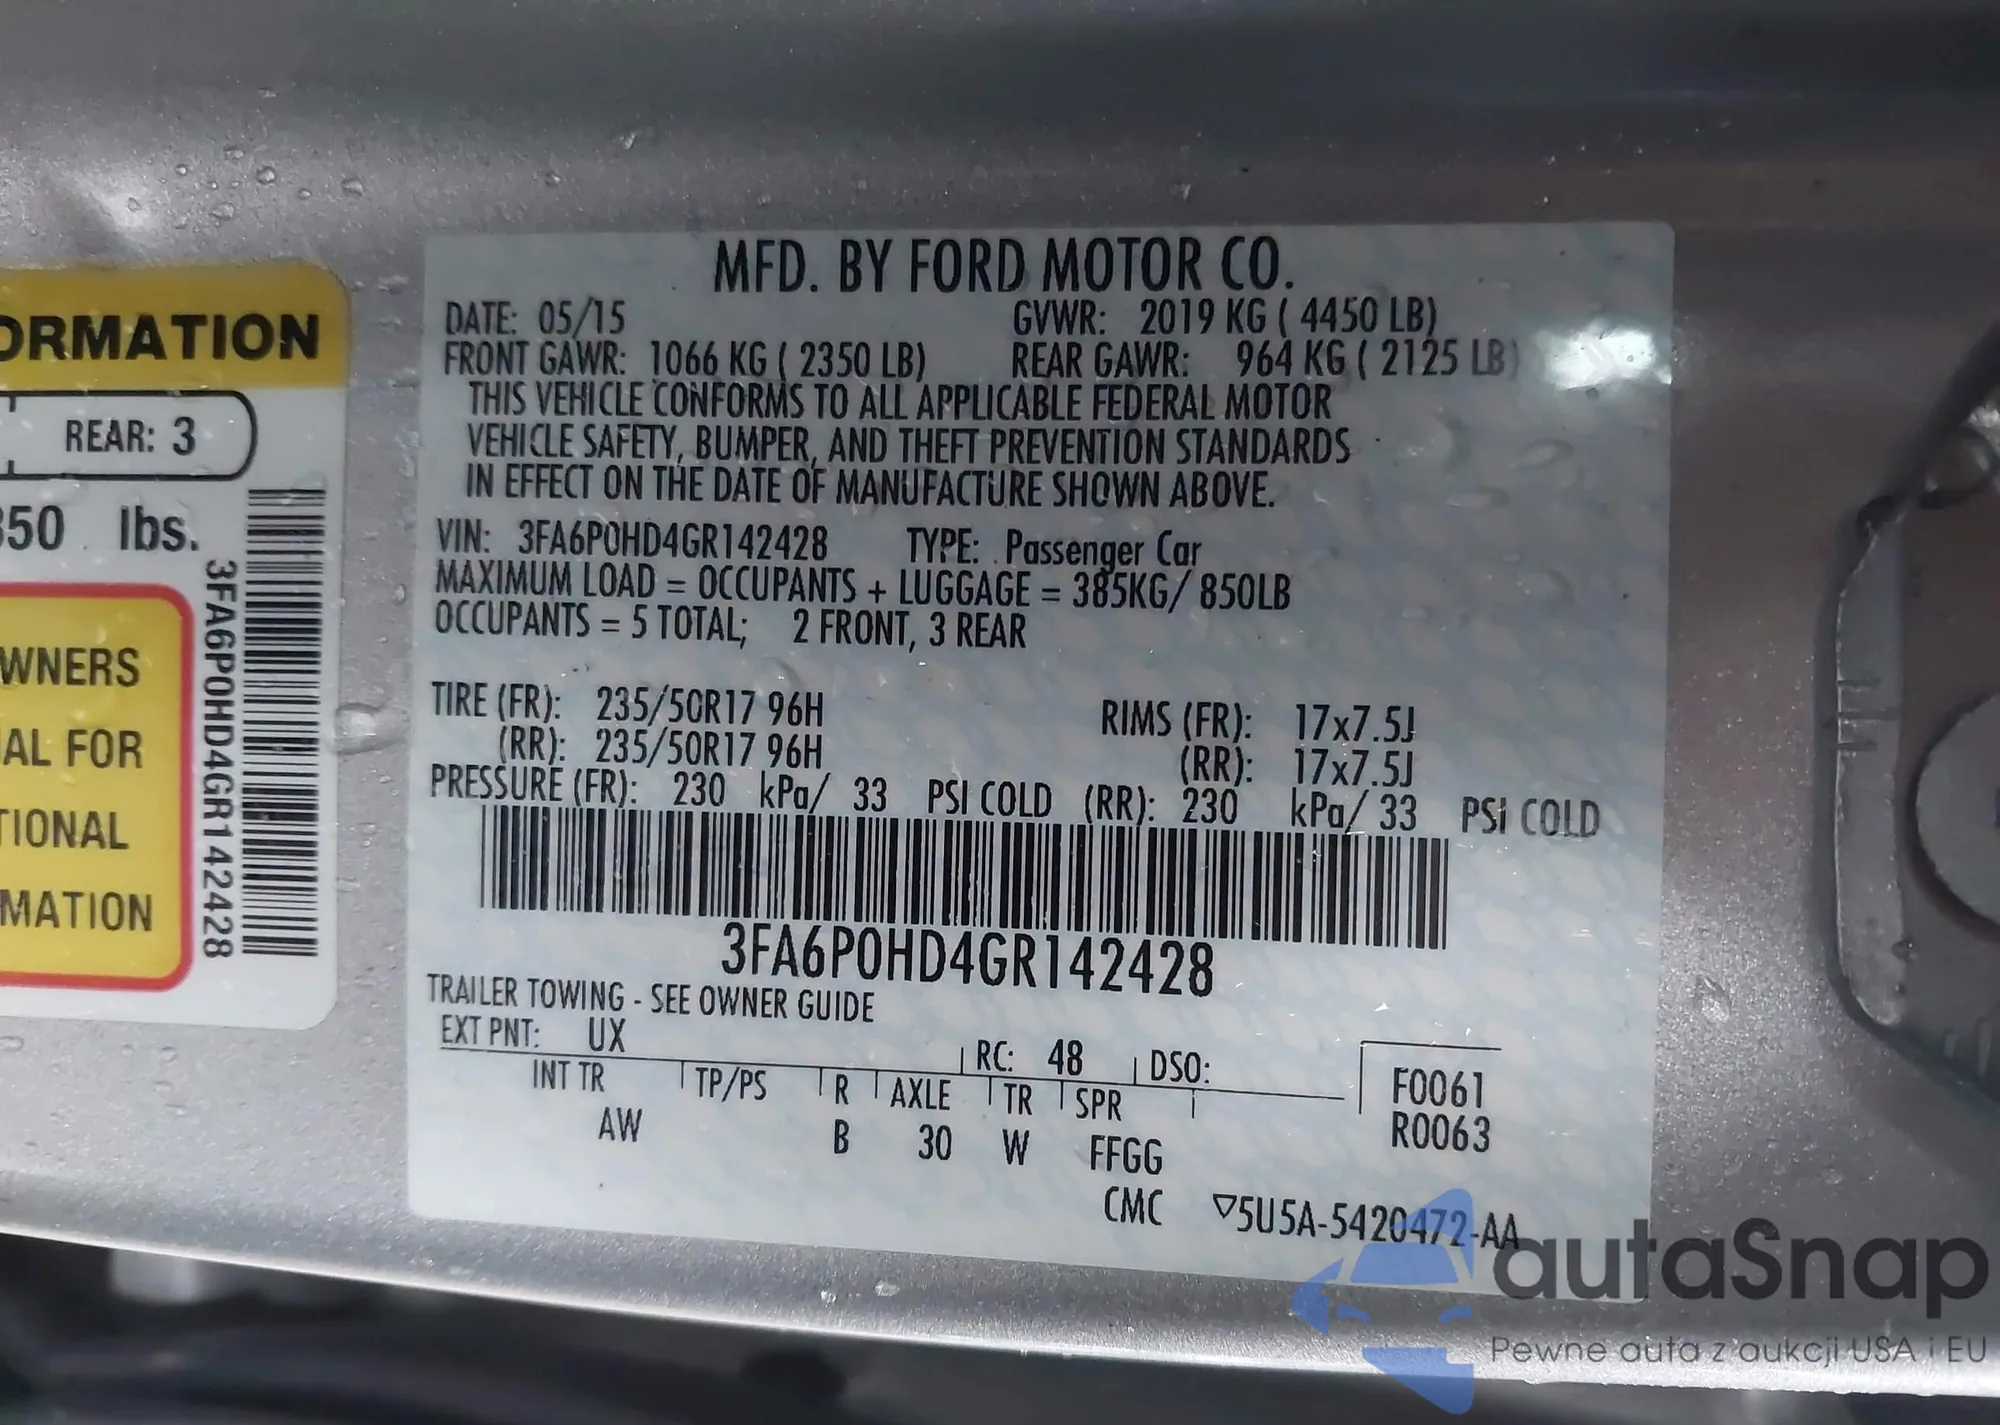 ORMATION
REAR: 3
350 lbs.
3FA6P0HD4GR142428
WNERS
AL FOR
TIONAL
MATION
MFD. BY FORD MOTOR CO.
DATE: 05/15 GVWR: 2019 KG ( 4450 LB)
FRONT GAWR: 1066 KG ( 2350 LB) REAR GAWR: 964 KG ( 2125 LB)
THIS VEHICLE CONFORMS TO ALL APPLICABLE FEDERAL MOTOR
VEHICLE SAFETY, BUMPER, AND THEFT PREVENTION STANDARDS
IN EFFECT ON THE DATE OF MANUFACTURE SHOWN ABOVE.
VIN: 3FA6P0HD4GR142428 TYPE: Passenger Car
MAXIMUM LOAD = OCCUPANTS + LUGGAGE = 385KG/ 850LB
OCCUPANTS = 5 TOTAL; 2 FRONT, 3 REAR
TIRE (FR): 235/50R17 96H RIMS (FR): 17x7.5J
(RR): 235/50R17 96H (RR): 17x7.5J
PRESSURE (FR): 230 kPa/ 33 PSI COLD (RR): 230 kPa/ 33 PSI COLD
3FA6P0HD4GR142428
TRAILER TOWING - SEE OWNER GUIDE
EXT PNT: UX RC: 48 DSO:
INT TR TP/PS R AXLE TR SPR
AW B 30 W FFGG
F0061
R0063
CMC ▽5U5A-5420472-AA
autaSnap
Pewne auta z aukcji USA i EU